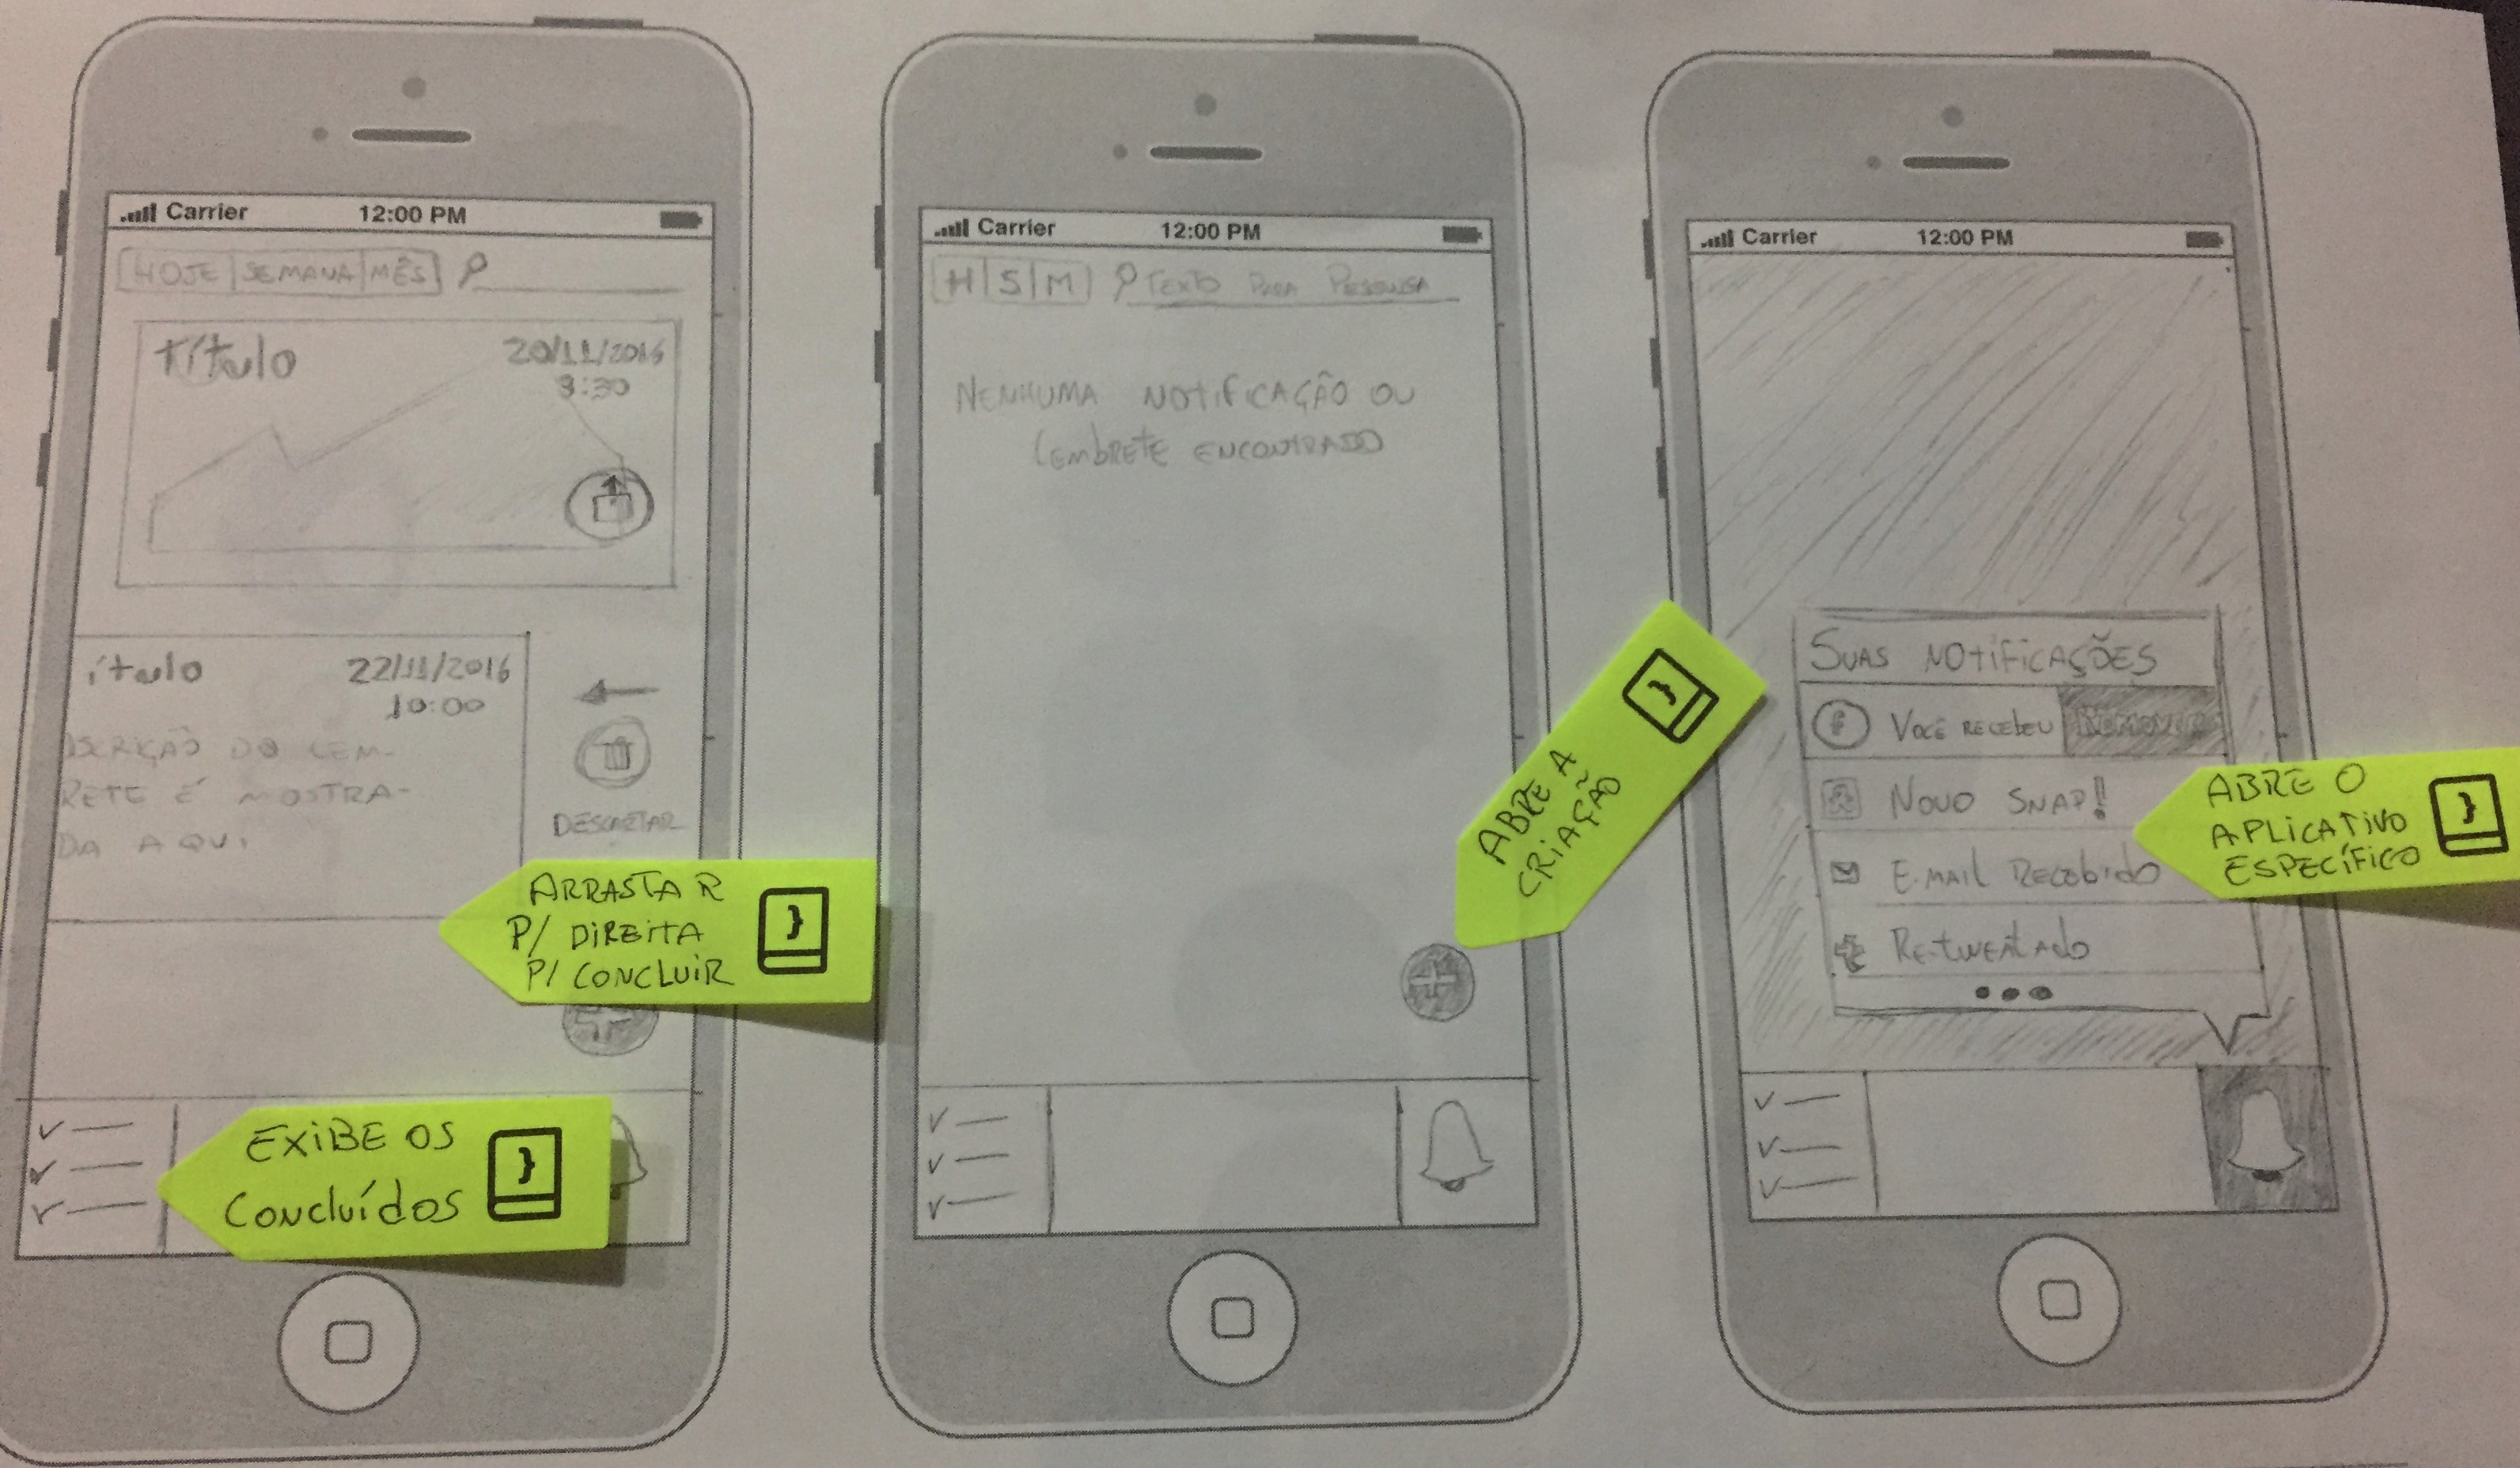 Carrier 12:00 PM
HOJE SEMANA MÊS
Título 20/11/2016
8:30
ítulo 22/11/2016
10:00
SCRIÇÃO DO LEM-
RETE É MOSTRA-
DA AQUI
DESCARTAR
ARRASTAR
P/ DIREITA
P/ CONCLUIR
EXIBE OS
CONCLUÍDOS
Carrier 12:00 PM
H S M TEXTO PARA PESQUISA
NENHUMA NOTIFICAÇÃO OU
LEMBRETE ENCONTRADO
ABRE A
CRIAÇÃO
Carrier 12:00 PM
SUAS NOTIFICAÇÕES
f VOCÊ RECEBEU REMOVER
NOVO SNAP!
E-MAIL RECEBIDO
RE-TWEETADO
ABRE O
APLICATIVO
ESPECÍFICO